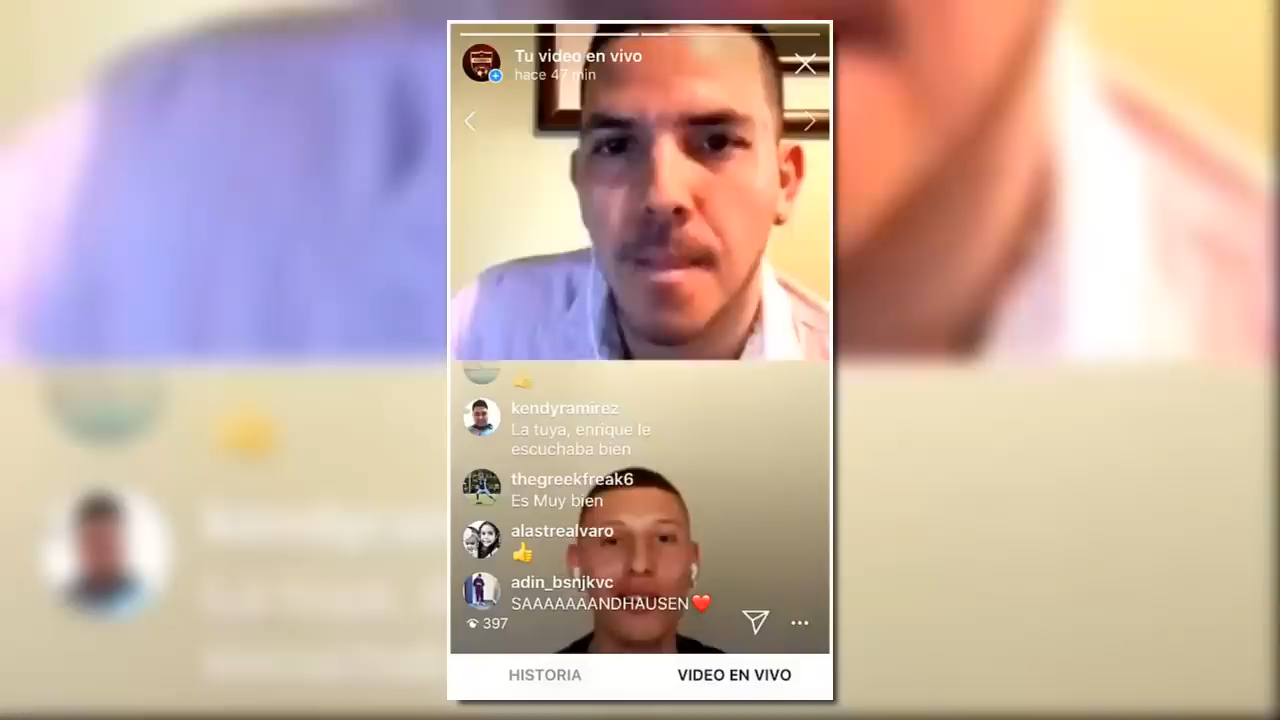 Tu video en vivo
hace 47 min
kendyramirez
La tuya, enrique le
escuchaba bien
thegreekfreak6
Es Muy bien
alastrealvaro
👍
adin_bsnjkvc
SAAAAAAANDHAUSEN❤️
397
HISTORIA
VIDEO EN VIVO